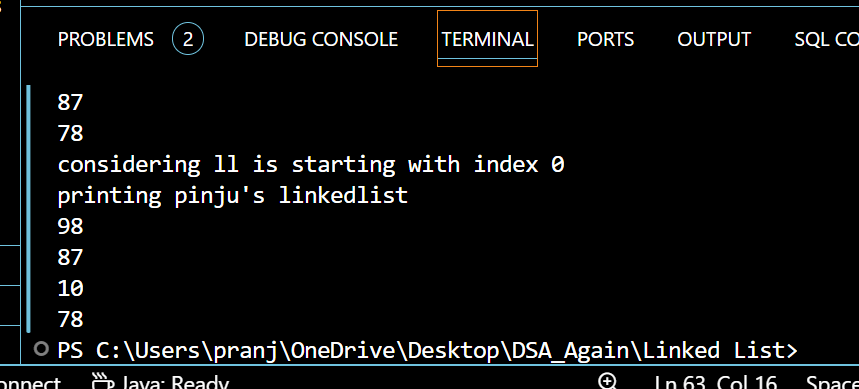 PROBLEMS 2 DEBUG CONSOLE TERMINAL PORTS OUTPUT SQL CO
87
78
considering ll is starting with index 0
printing pinju's linkedlist
98
87
10
78
PS C:\Users\pranj\OneDrive\Desktop\DSA_Again\Linked List>
onnect Java: Ready Ln 63, Col 16 Space